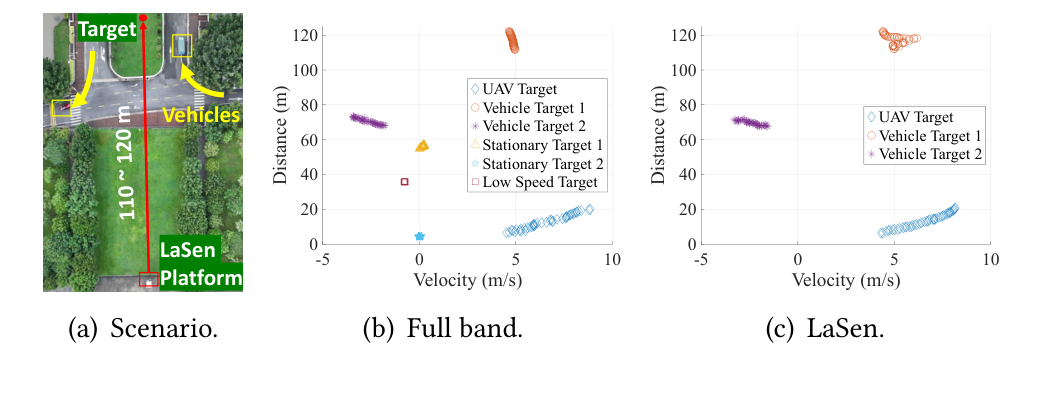 Target
Vehicles
110 ~ 120 m
LaSen
Platform
(a) Scenario.
Distance (m)
120
100
80
60
40
20
0
-5
0
5
10
Velocity (m/s)
UAV Target
Vehicle Target 1
Vehicle Target 2
Stationary Target 1
Stationary Target 2
Low Speed Target
(b) Full band.
Distance (m)
120
100
80
60
40
20
0
-5
0
5
10
Velocity (m/s)
UAV Target
Vehicle Target 1
Vehicle Target 2
(c) LaSen.